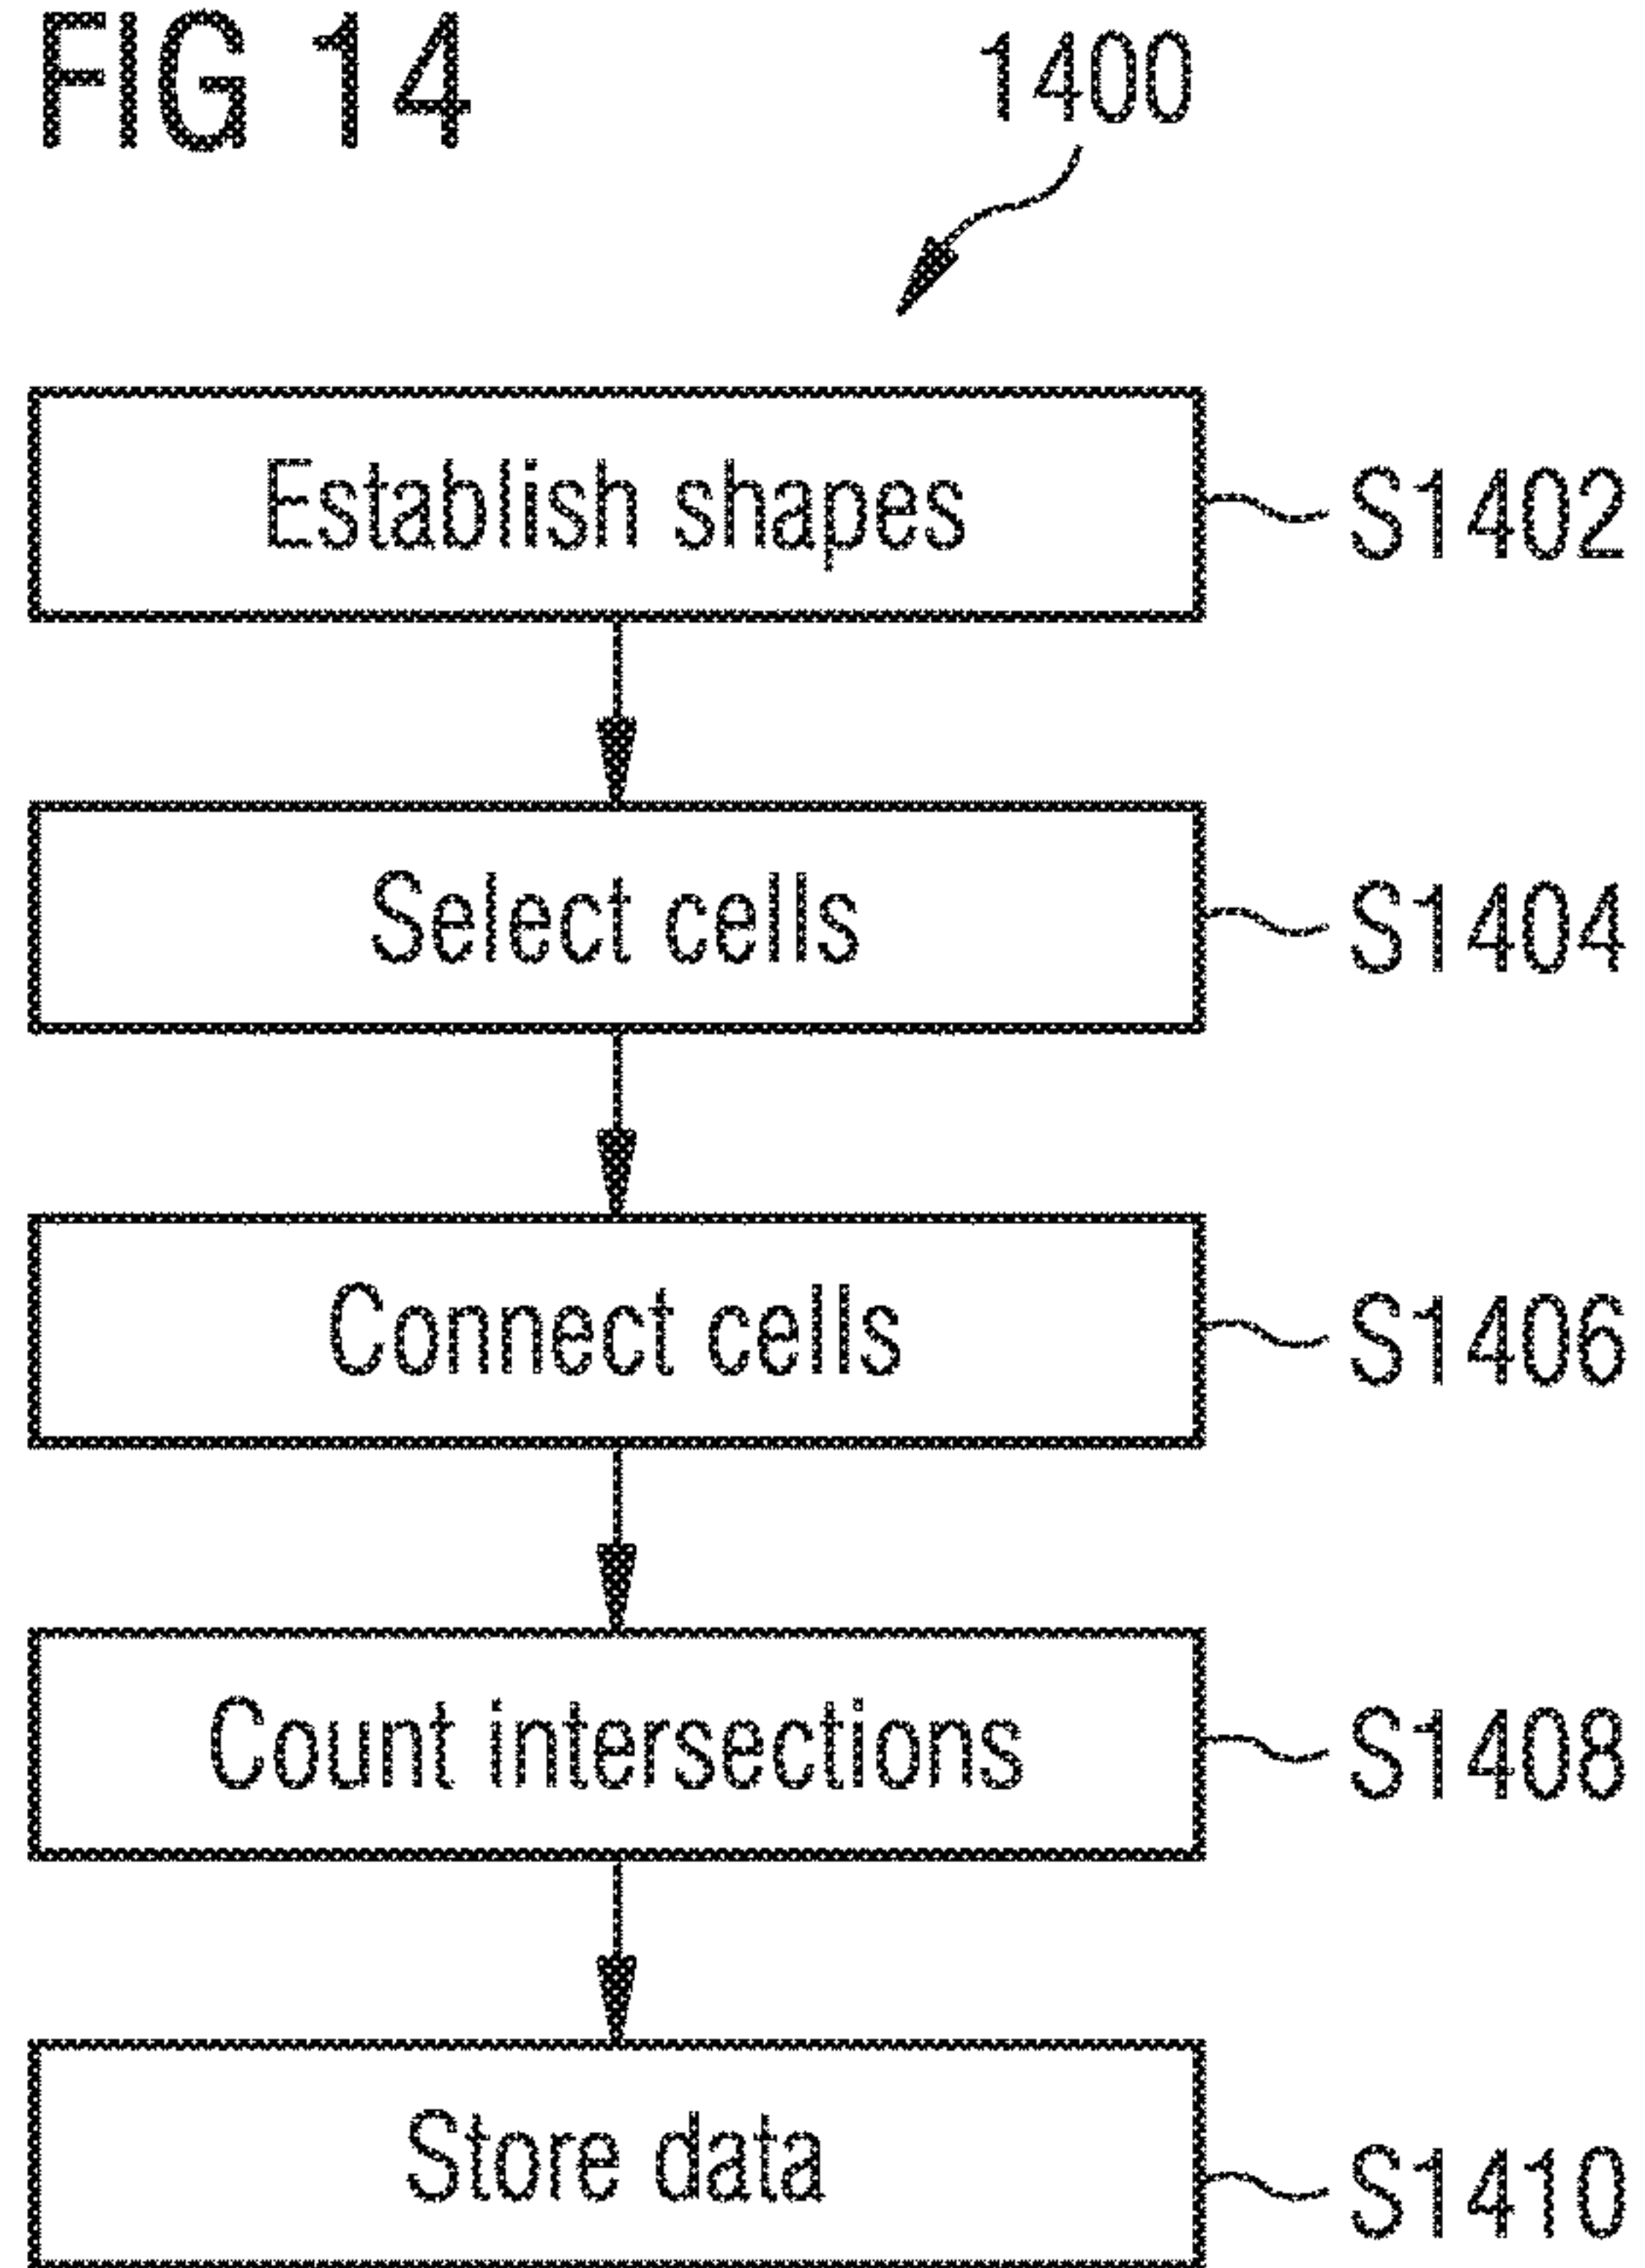 FIG 14
1400
Establish shapes
S1402
Select cells
S1404
Connect cells
S1406
Count intersections
S1408
Store data
S1410